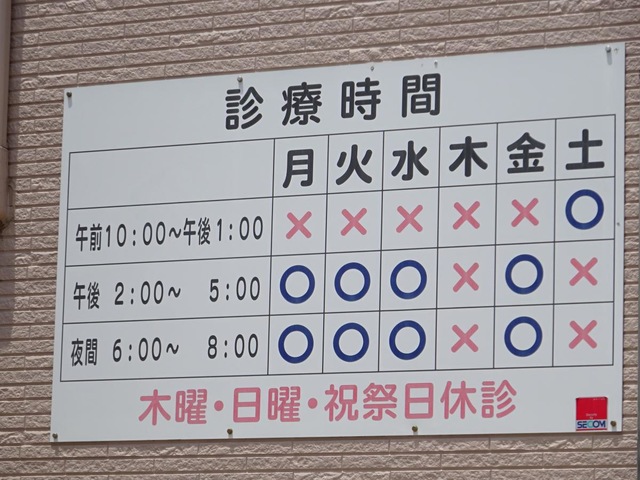 診療時間
月 火 水 木 金 土
午前10:00〜午後1:00 × × × × × ○
午後 2:00〜 5:00 ○ ○ ○ × ○ ×
夜間 6:00〜 8:00 ○ ○ ○ × ○ ×
木曜・日曜・祝祭日休診
SECOM